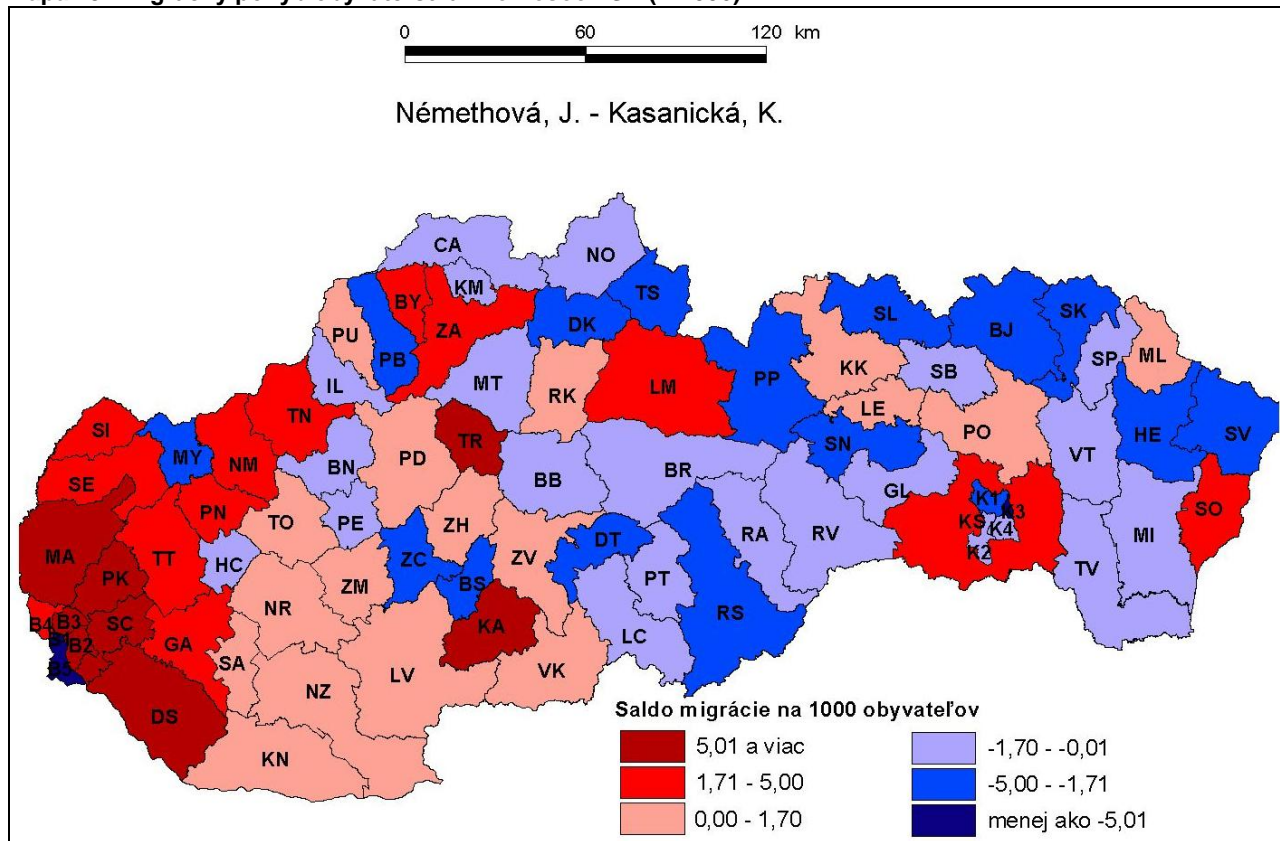 0 60 120 km
Némethová, J. - Kasanická, K.
CA NO
KM TS
BY
PU ZA DK SL BJ SK
PB SP ML
IL MT RK LM PP KK SB
TN LE HE SV
SI TR PO
MY NM BN PD SN VT
SE BB BR GL
PN TO PE ZH K1 K3 SO
MA TT KS K4 MI
HC ZC ZV DT RA RV K2 TV
PK ZM BS PT
NR RS
B4 B3 SC KA LC
B1 B2 GA
B5 SA LV VK
DS NZ
KN
Saldo migrácie na 1000 obyvateľov
5,01 a viac -1,70 - -0,01
1,71 - 5,00 -5,00 - -1,71
0,00 - 1,70 menej ako -5,01